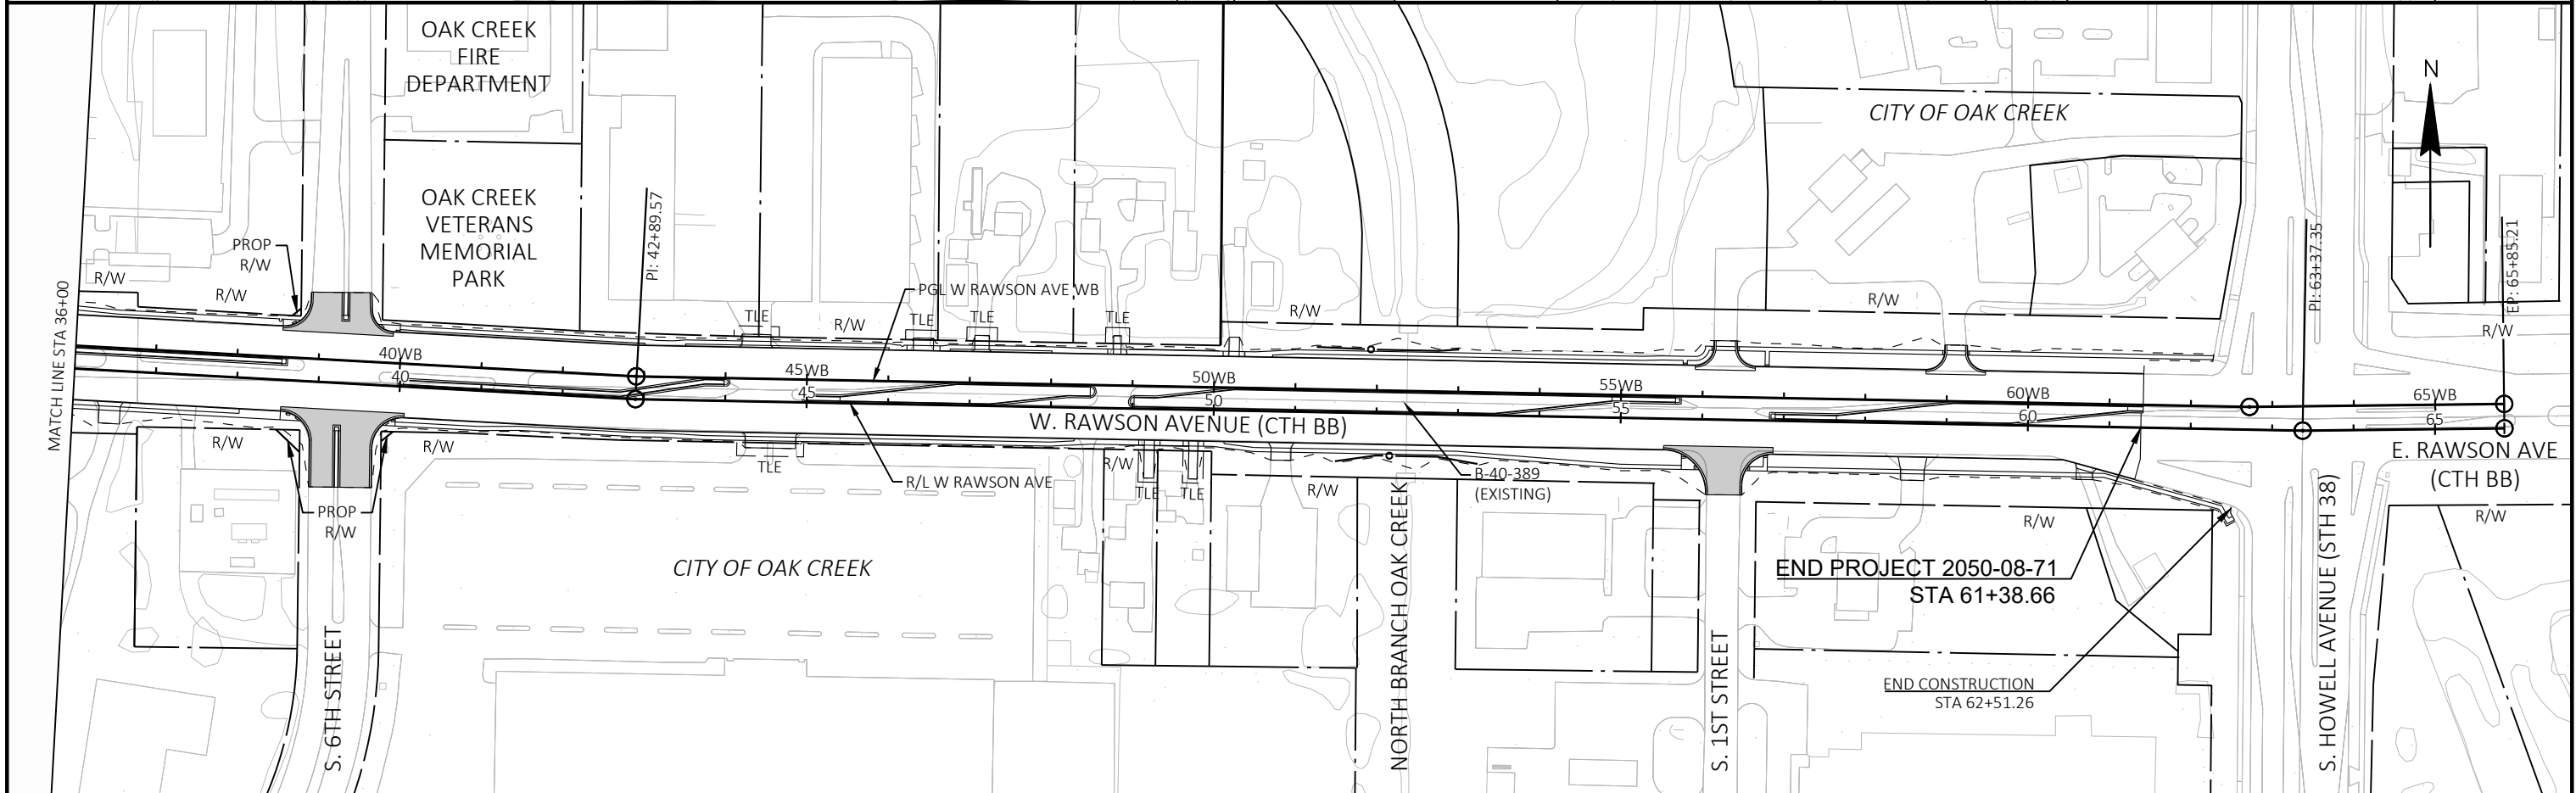 OAK CREEK
FIRE
DEPARTMENT
CITY OF OAK CREEK
N
OAK CREEK
VETERANS
MEMORIAL
PARK
PI: 42+89.57
PI: 63+37.35
EP: 65+85.21
PROP
R/W
R/W
R/W
MATCH LINE STA 36+00
PGL W RAWSON AVE WB
TLE
R/W
TLE
TLE
TLE
R/W
R/W
R/W
40WB
45WB
50WB
55WB
60WB
65WB
40
45
50
55
60
65
W. RAWSON AVENUE (CTH BB)
E. RAWSON AVE
(CTH BB)
R/W
R/W
TLE
R/L W RAWSON AVE
R/W
TLE
TLE
B-40-389
(EXISTING)
R/W
R/W
R/W
PROP
R/W
CITY OF OAK CREEK
END PROJECT 2050-08-71
STA 61+38.66
END CONSTRUCTION
STA 62+51.26
S. 6TH STREET
NORTH BRANCH OAK CREEK
S. 1ST STREET
S. HOWELL AVENUE (STH 38)